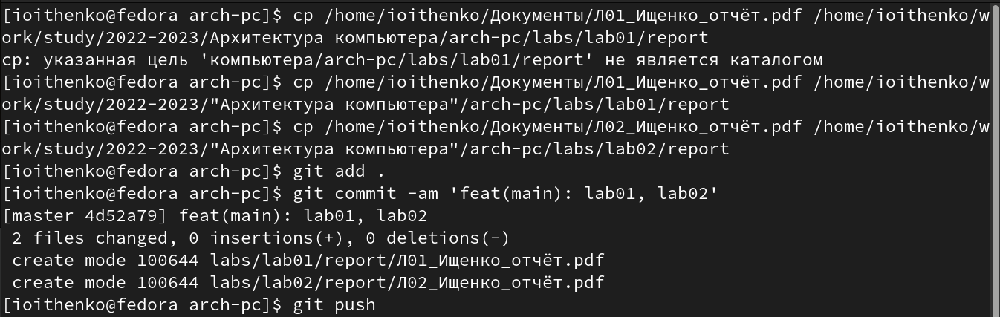 [ioithenko@fedora arch-pc]$ cp /home/ioithenko/Документы/Л01_Ищенко_отчёт.pdf /home/ioithenko/w
ork/study/2022-2023/Архитектура компьютера/arch-pc/labs/lab01/report
cp: указанная цель 'компьютера/arch-pc/labs/lab01/report' не является каталогом
[ioithenko@fedora arch-pc]$ cp /home/ioithenko/Документы/Л01_Ищенко_отчёт.pdf /home/ioithenko/w
ork/study/2022-2023/"Архитектура компьютера"/arch-pc/labs/lab01/report
[ioithenko@fedora arch-pc]$ cp /home/ioithenko/Документы/Л02_Ищенко_отчёт.pdf /home/ioithenko/w
ork/study/2022-2023/"Архитектура компьютера"/arch-pc/labs/lab02/report
[ioithenko@fedora arch-pc]$ git add .
[ioithenko@fedora arch-pc]$ git commit -am 'feat(main): lab01, lab02'
[master 4d52a79] feat(main): lab01, lab02
 2 files changed, 0 insertions(+), 0 deletions(-)
 create mode 100644 labs/lab01/report/Л01_Ищенко_отчёт.pdf
 create mode 100644 labs/lab02/report/Л02_Ищенко_отчёт.pdf
[ioithenko@fedora arch-pc]$ git push